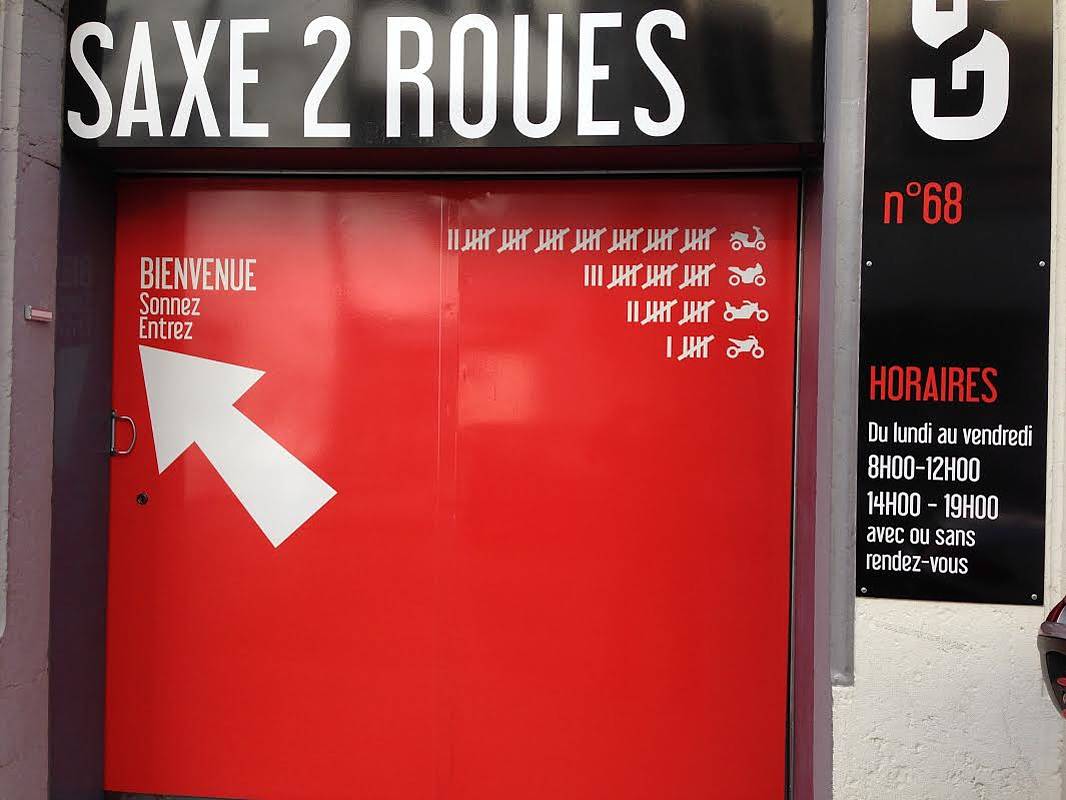 SAXE 2 ROUES
BIENVENUE
Sonnez
Entrez
n°68
HORAIRES
Du lundi au vendredi
8H00-12H00
14H00 - 19H00
avec ou sans
rendez-vous